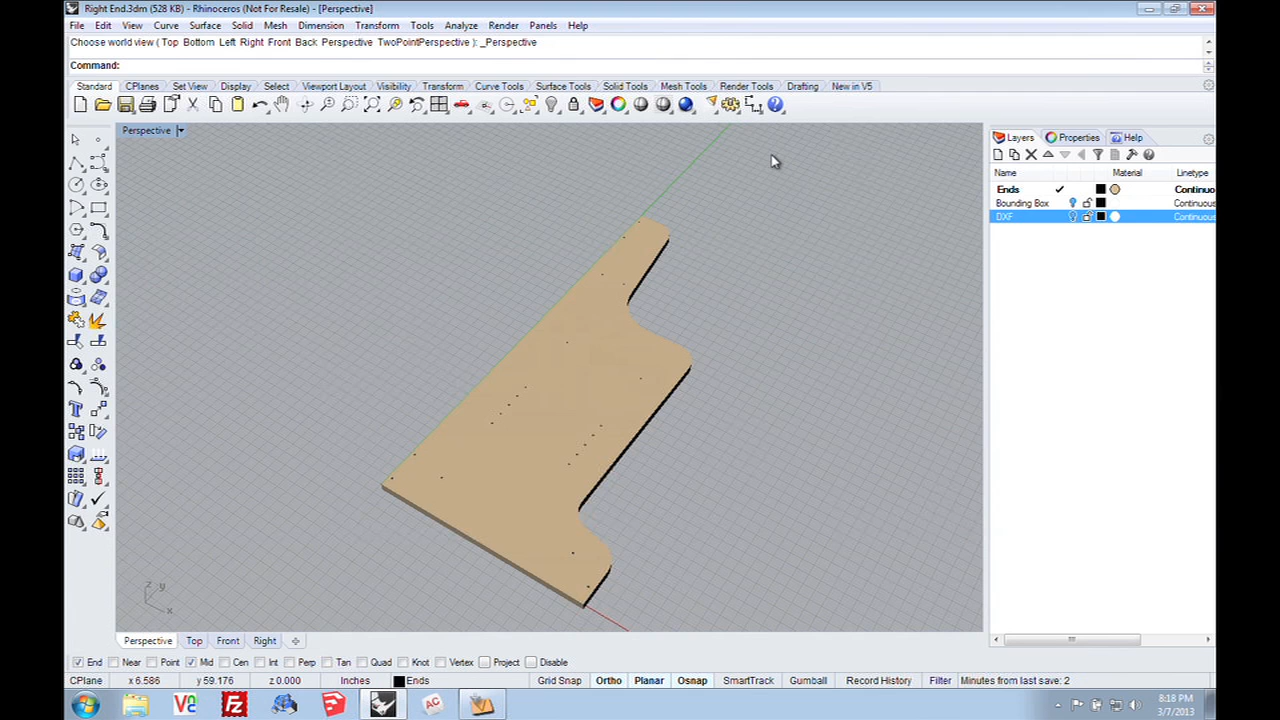 Right End.3dm (528 KB) - Rhinoceros (Not For Resale) - [Perspective]
File Edit View Curve Surface Solid Mesh Dimension Transform Tools Analyze Render Panels Help
Choose world view ( Top Bottom Left Right Front Back Perspective TwoPointPerspective ): _Perspective
Command:
Standard CPlanes Set View Display Select Viewport Layout Visibility Transform Curve Tools Surface Tools Solid Tools Mesh Tools Render Tools Drafting New in V5
Perspective
Layers Properties Help
Name Material Linetype
Ends Continuo
Bounding Box Continuous
DXF Continuous
z y
x
Perspective Top Front Right
End Near Point Mid Cen Int Perp Tan Quad Knot Vertex Project Disable
CPlane x 6.586 y 59.176 z 0.000 Inches Ends Grid Snap Ortho Planar Osnap SmartTrack Gumball Record History Filter Minutes from last save: 2
8:18 PM
3/7/2013